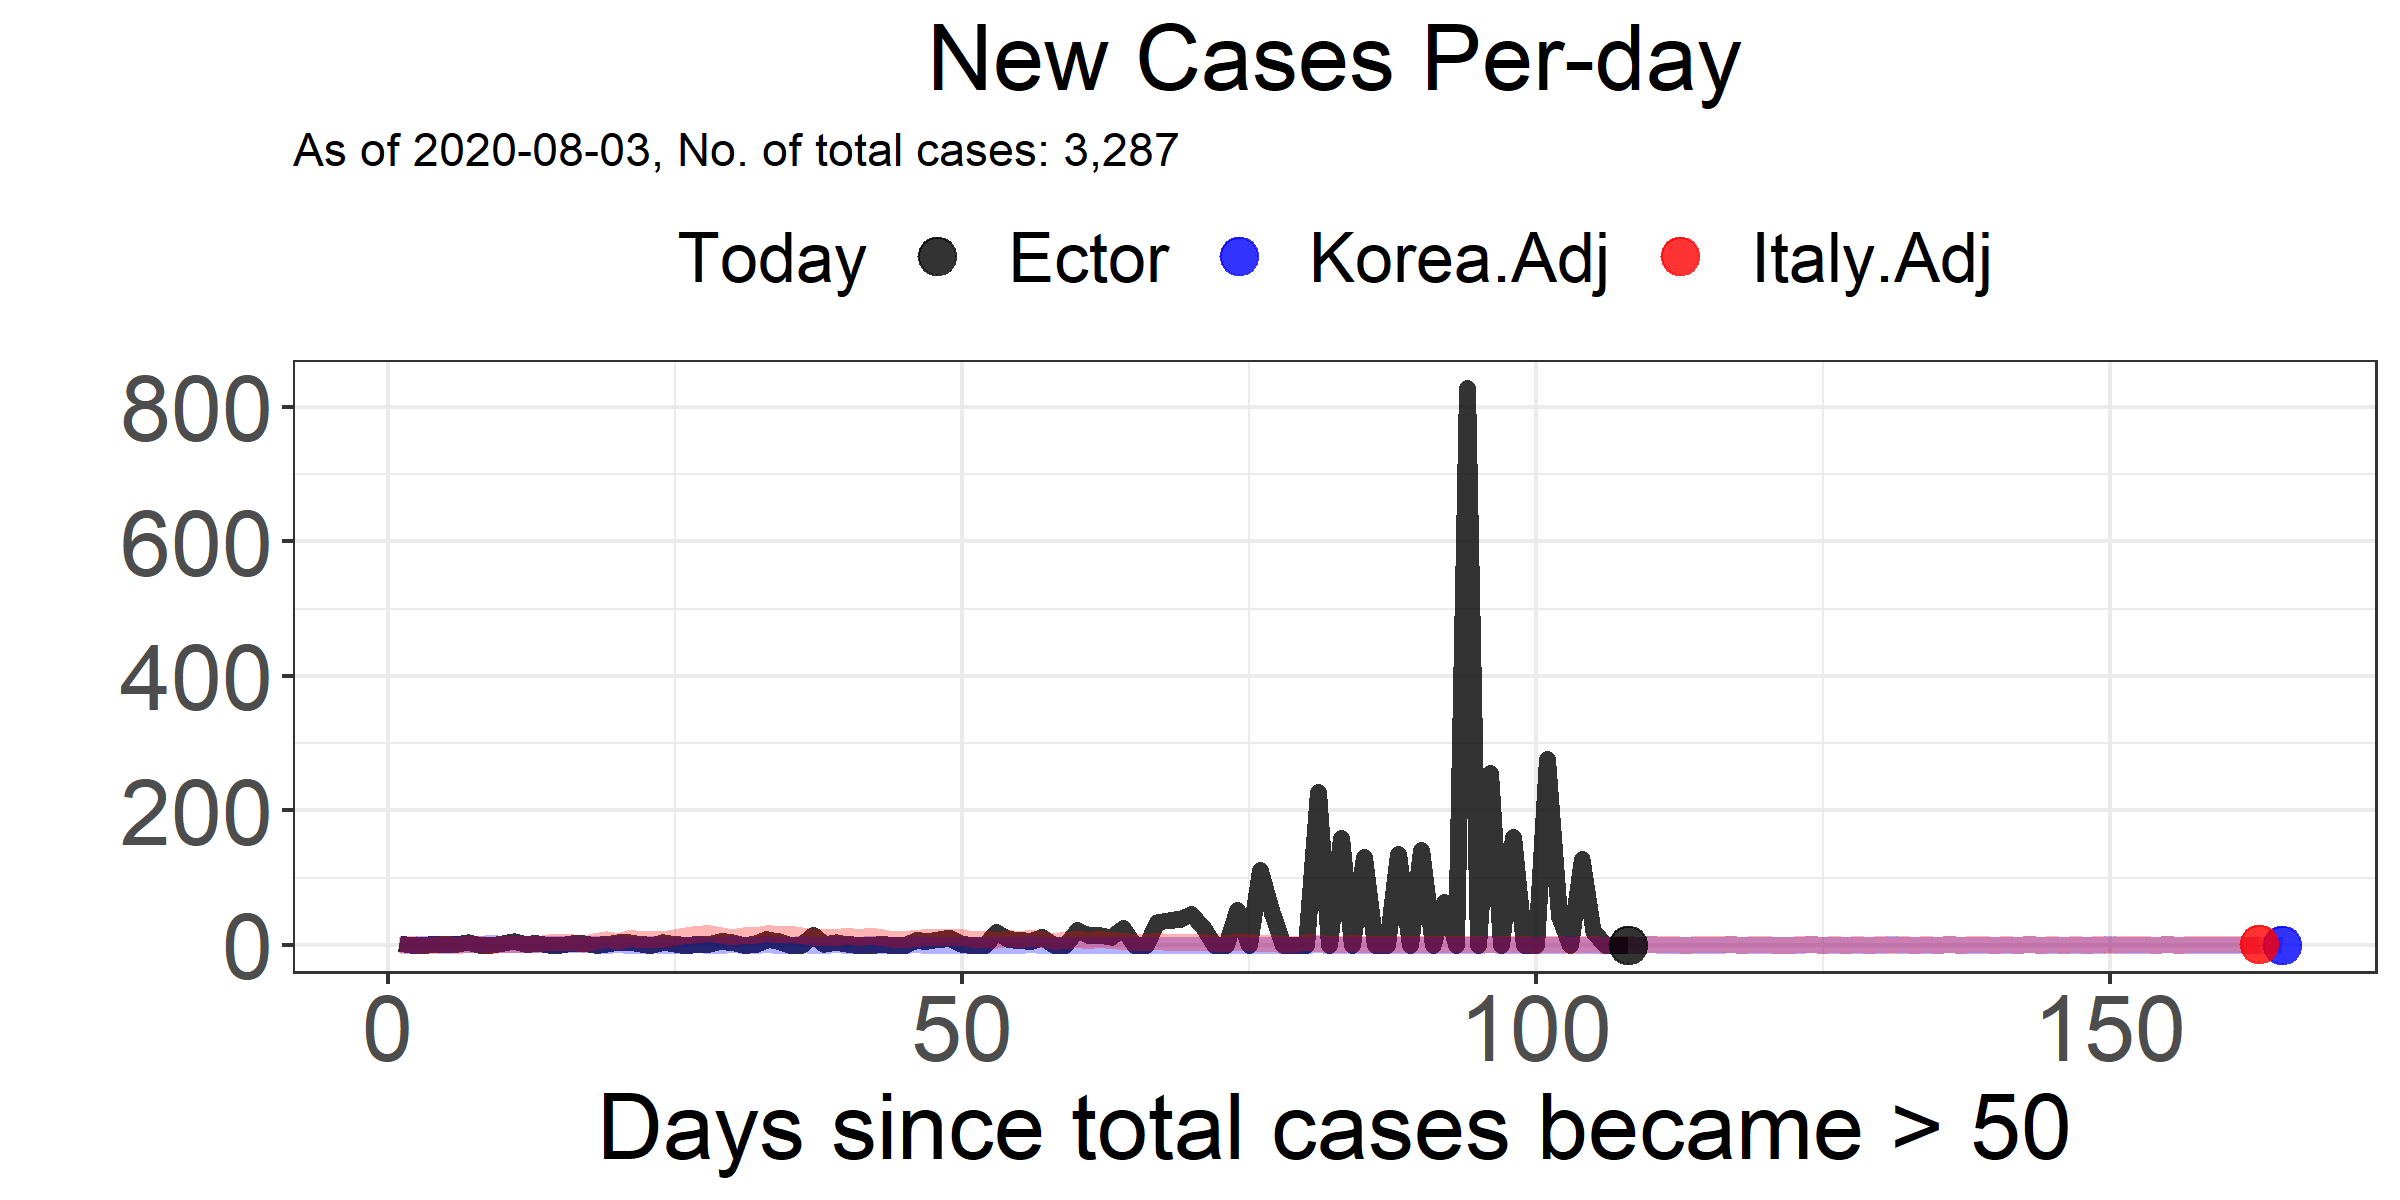 New Cases Per-day
As of 2020-08-03, No. of total cases: 3,287
Today Ector Korea.Adj Italy.Adj
800
600
400
200
0
0 50 100 150
Days since total cases became > 50